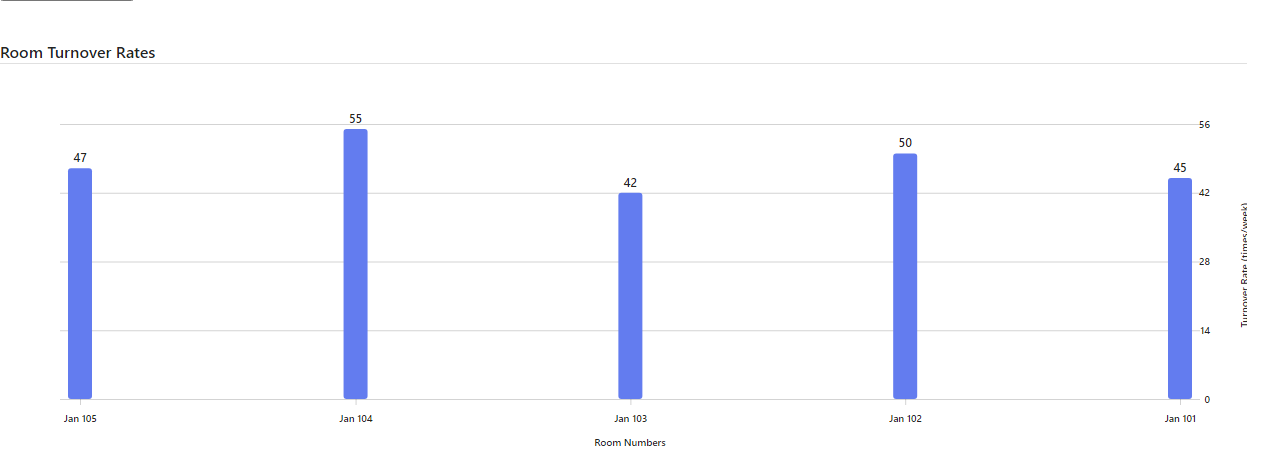 Room Turnover Rates
55
50
47
45
42
56
42
28
14
0
Turnover Rate (times/week)
Jan 105
Jan 104
Jan 103
Jan 102
Jan 101
Room Numbers